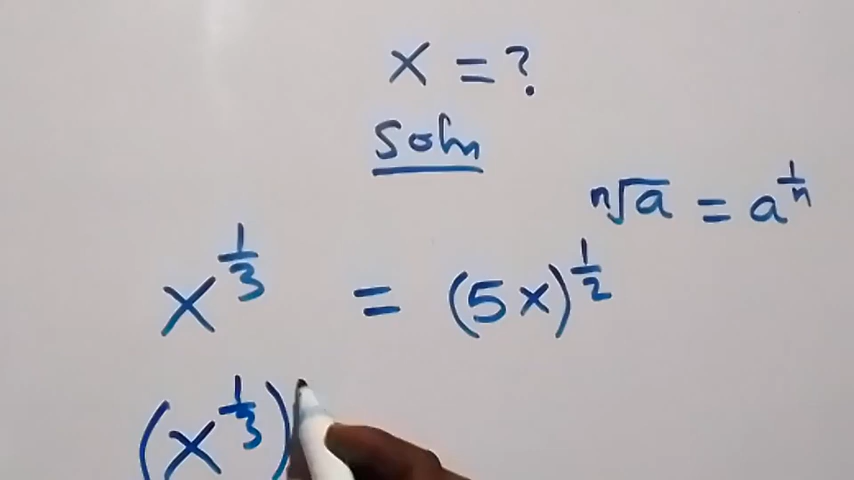 x = ?
Soln
ⁿ√a = a^(1/n)
x^(1/3) = (5x)^(1/2)
(x^(1/3))